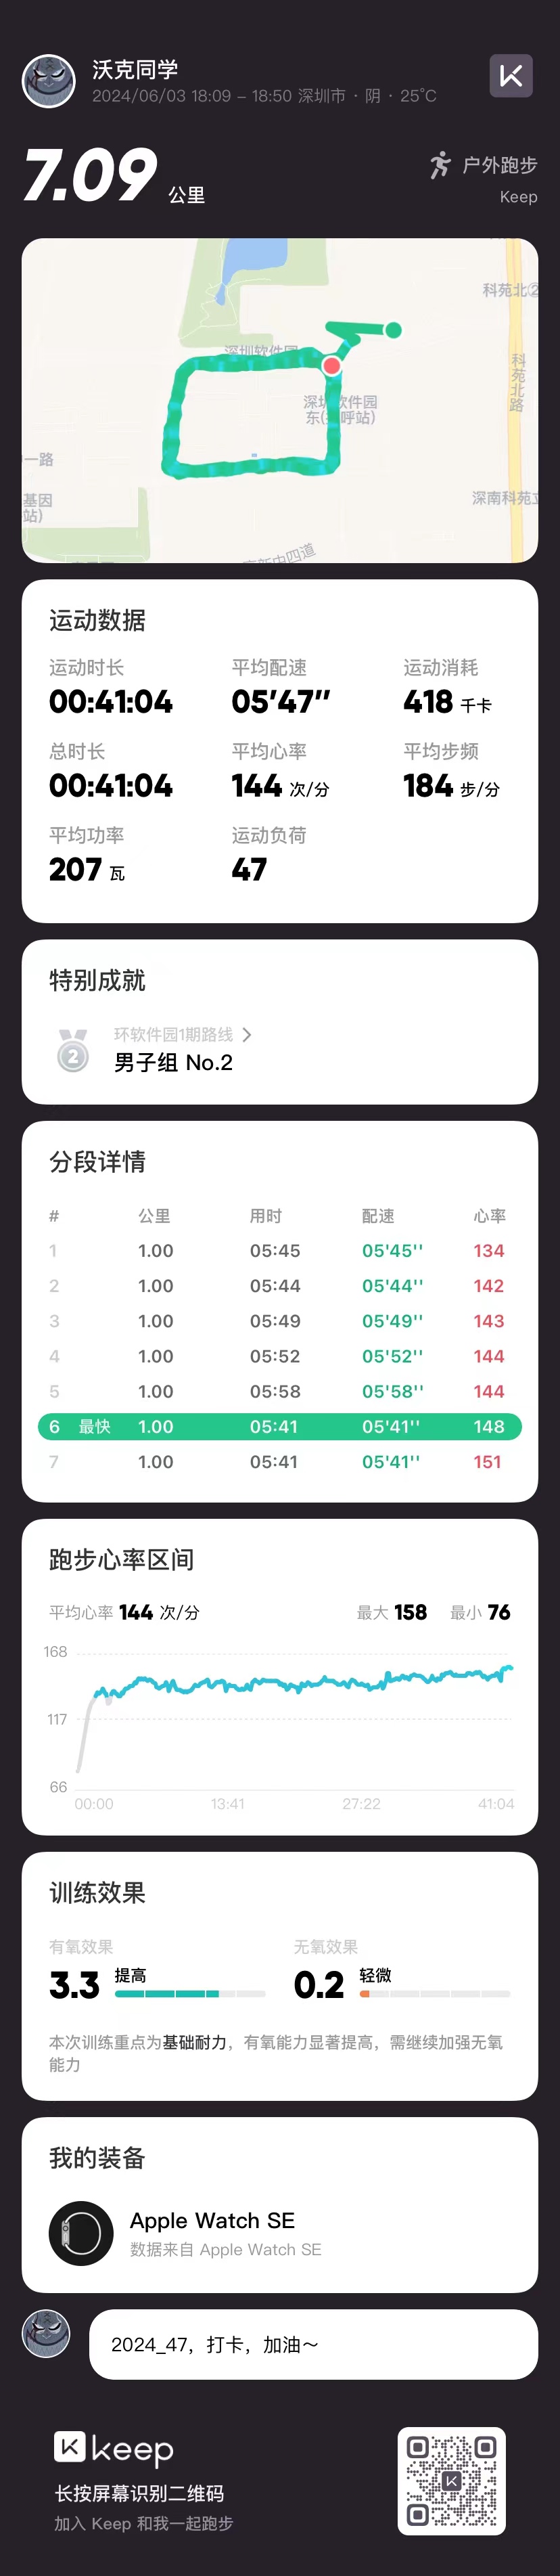 沃克同学
2024/06/03 18:09 – 18:50 深圳市 · 阴 · 25°C
7.09 公里
户外跑步
Keep
科苑北②
深圳软件园
科苑北路
深圳软件园
东(招呼站)
一路
基因
站)
深南科苑立
高新中四道
运动数据
运动时长 平均配速 运动消耗
00:41:04 05'47" 418 千卡
总时长 平均心率 平均步频
00:41:04 144 次/分 184 步/分
平均功率 运动负荷
207 瓦 47
特别成就
2
环软件园1期路线
男子组 No.2
分段详情
# 公里 用时 配速 心率
1 1.00 05:45 05'45'' 134
2 1.00 05:44 05'44'' 142
3 1.00 05:49 05'49'' 143
4 1.00 05:52 05'52'' 144
5 1.00 05:58 05'58'' 144
6 最快 1.00 05:41 05'41'' 148
7 1.00 05:41 05'41'' 151
跑步心率区间
平均心率 144 次/分 最大 158 最小 76
168
117
66
00:00 13:41 27:22 41:04
训练效果
有氧效果 无氧效果
3.3 提高 0.2 轻微
本次训练重点为基础耐力，有氧能力显著提高，需继续加强无氧
能力
我的装备
Apple Watch SE
数据来自 Apple Watch SE
2024_47，打卡，加油～
keep
长按屏幕识别二维码
加入 Keep 和我一起跑步